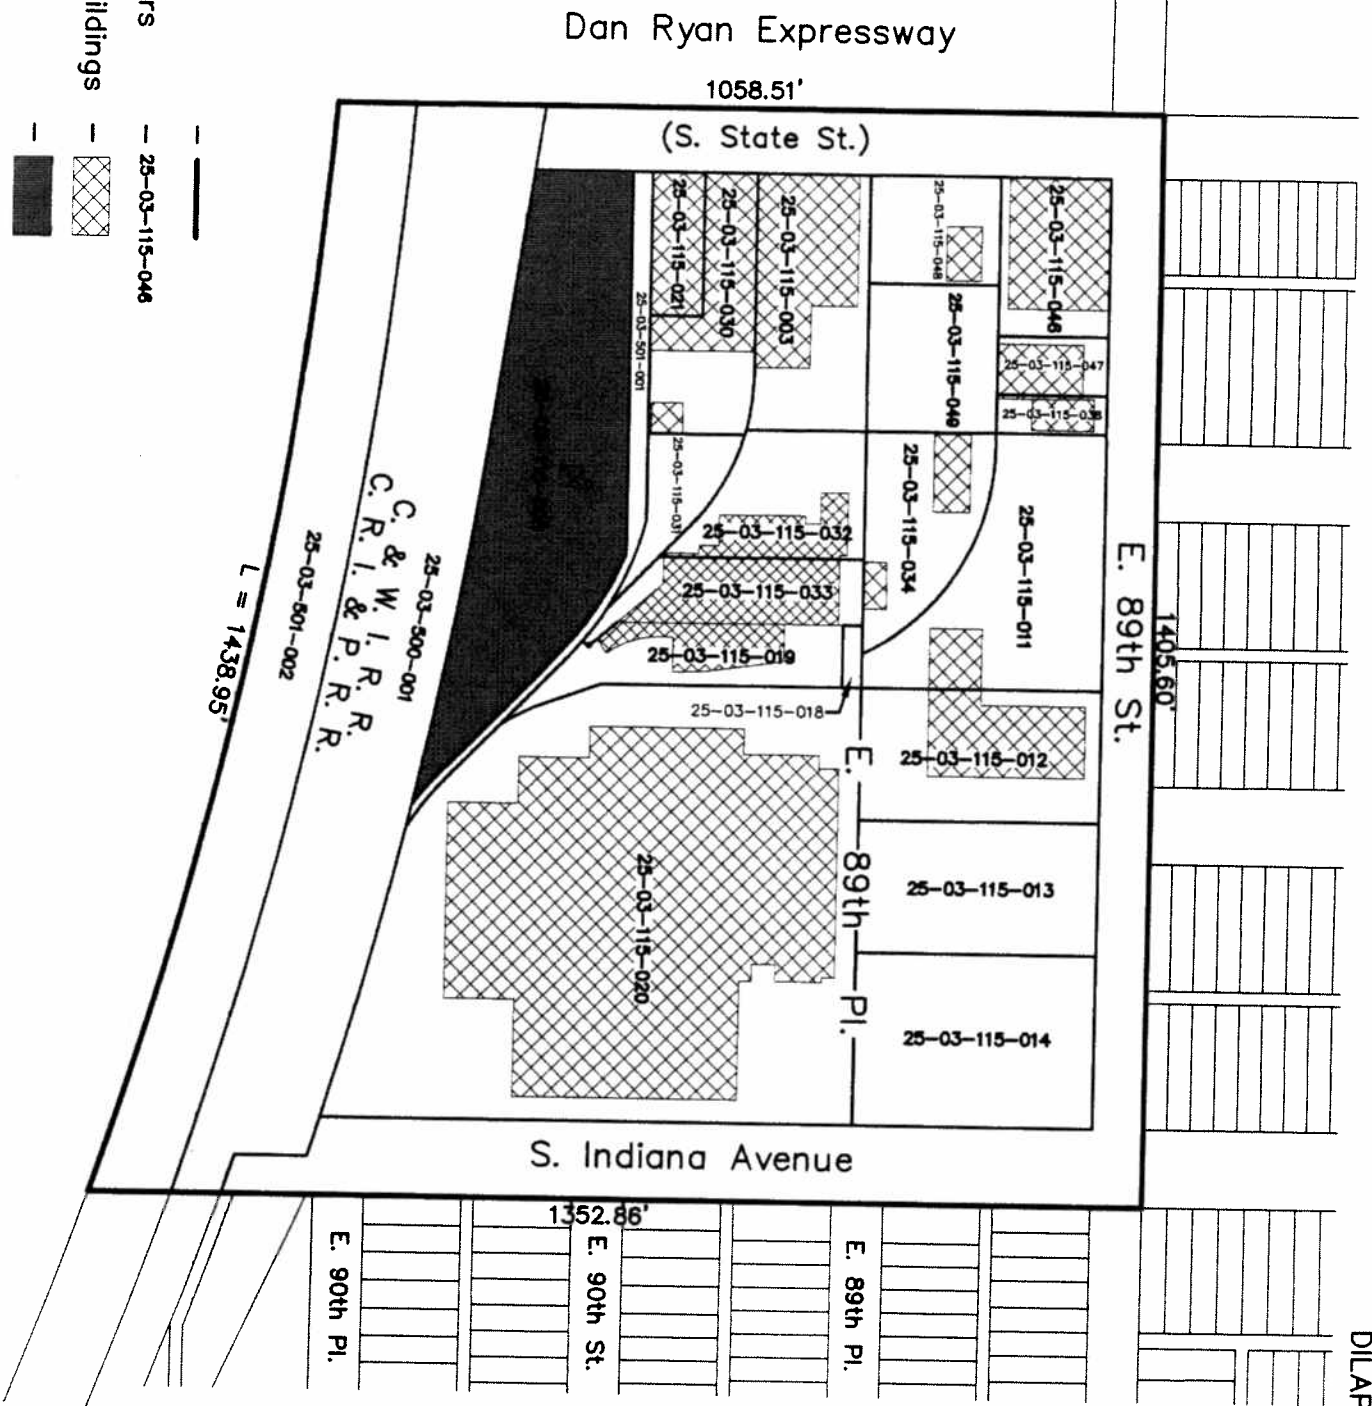 Dan Ryan Expressway
1058.51'
(S. State St.)
rs
ildings
25-03-115-046
25-03-115-021
25-03-115-030
25-03-115-003
25-03-115-048
25-03-115-046
25-03-501-001
25-03-115-049
25-03-115-047
25-03-115-036
25-03-115-031
25-03-115-032
25-03-115-034
25-03-115-011
25-03-115-033
25-03-115-019
25-03-115-018
25-03-115-012
25-03-115-013
25-03-115-014
25-03-115-020
E. 89th St.
1405.60'
E. 89th Pl.
C. & W. I. R. R.
C. R. I. & P. R. R.
25-03-500-001
25-03-501-002
L = 1438.95'
S. Indiana Avenue
1352.86'
E. 90th Pl.
E. 90th St.
E. 89th Pl.
DILAP